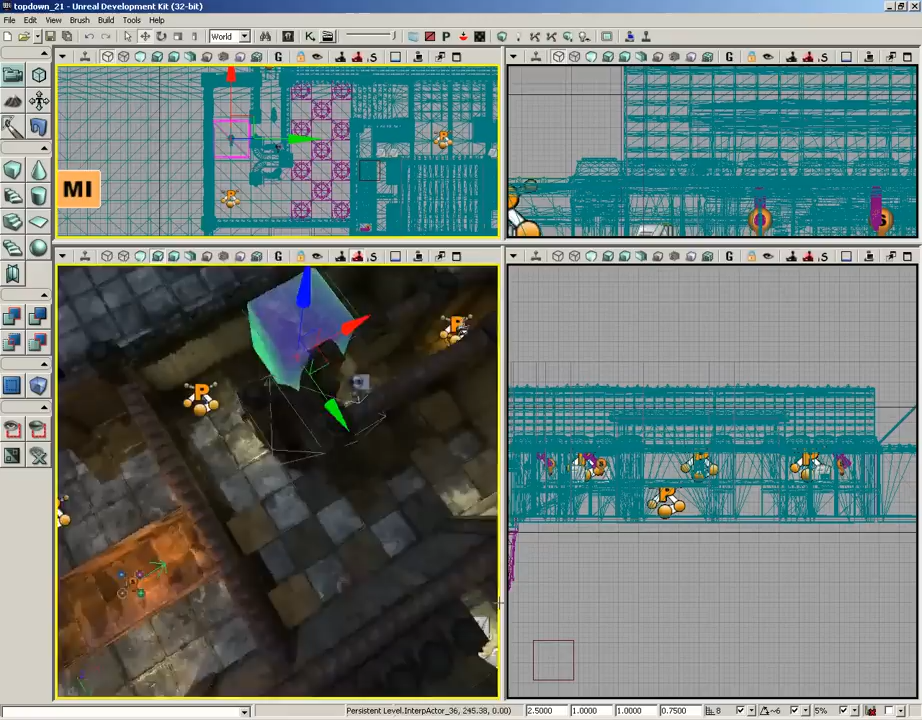 topdown_21 - Unreal Development Kit (32-bit)
File Edit View Brush Build Tools Help
World
G
G
MI
P
P
S
G
G
P
P
P
P
P
Persistent Level.InterpActor_36, 245.38, 0.00)
2.5000
1.0000
1.0000
0.7500
8
6
5%